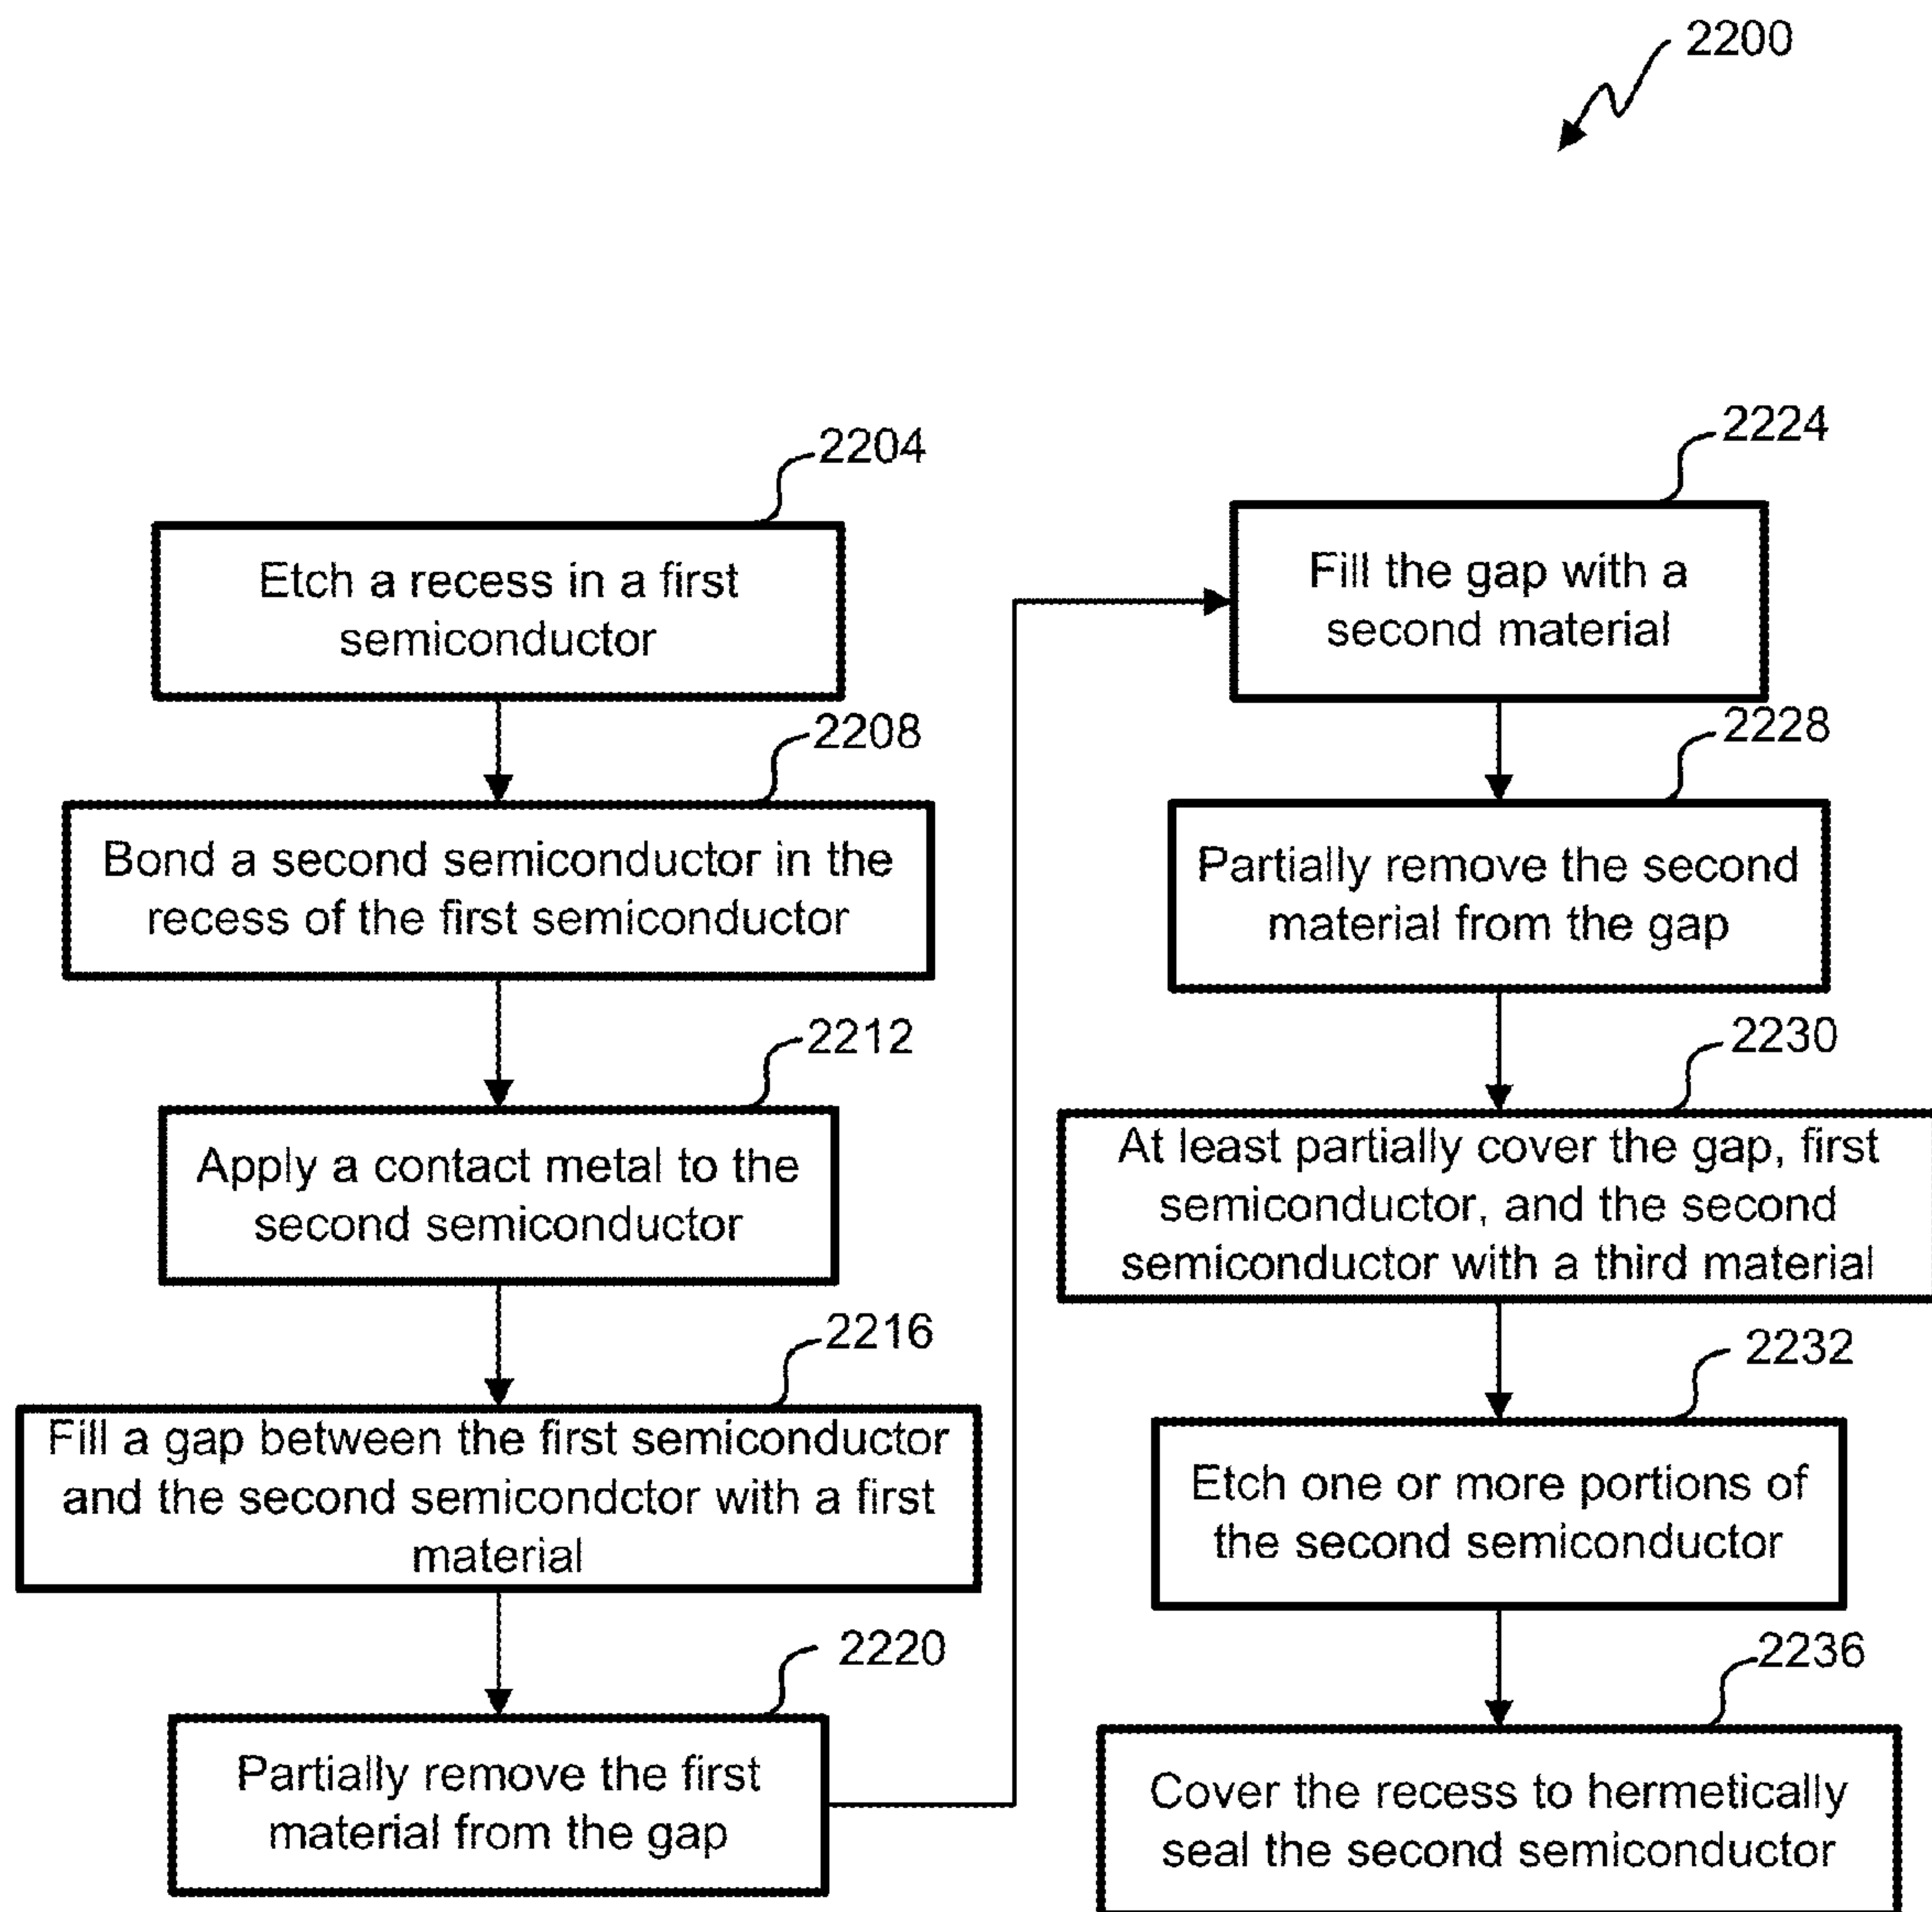 2200
2204
Etch a recess in a first
semiconductor
2208
Bond a second semiconductor in the
recess of the first semiconductor
2212
Apply a contact metal to the
second semiconductor
2216
Fill a gap between the first semiconductor
and the second semicondctor with a first
material
2220
Partially remove the first
material from the gap
2224
Fill the gap with a
second material
2228
Partially remove the second
material from the gap
2230
At least partially cover the gap, first
semiconductor, and the second
semiconductor with a third material
2232
Etch one or more portions of
the second semiconductor
2236
Cover the recess to hermetically
seal the second semiconductor